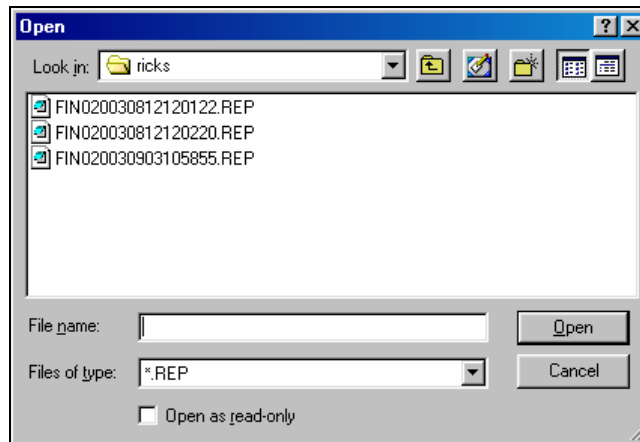 Open
Look in: ricks
FIN020030812120122.REP
FIN020030812120220.REP
FIN020030903105855.REP
File name:
Open
Files of type: *.REP
Cancel
Open as read-only